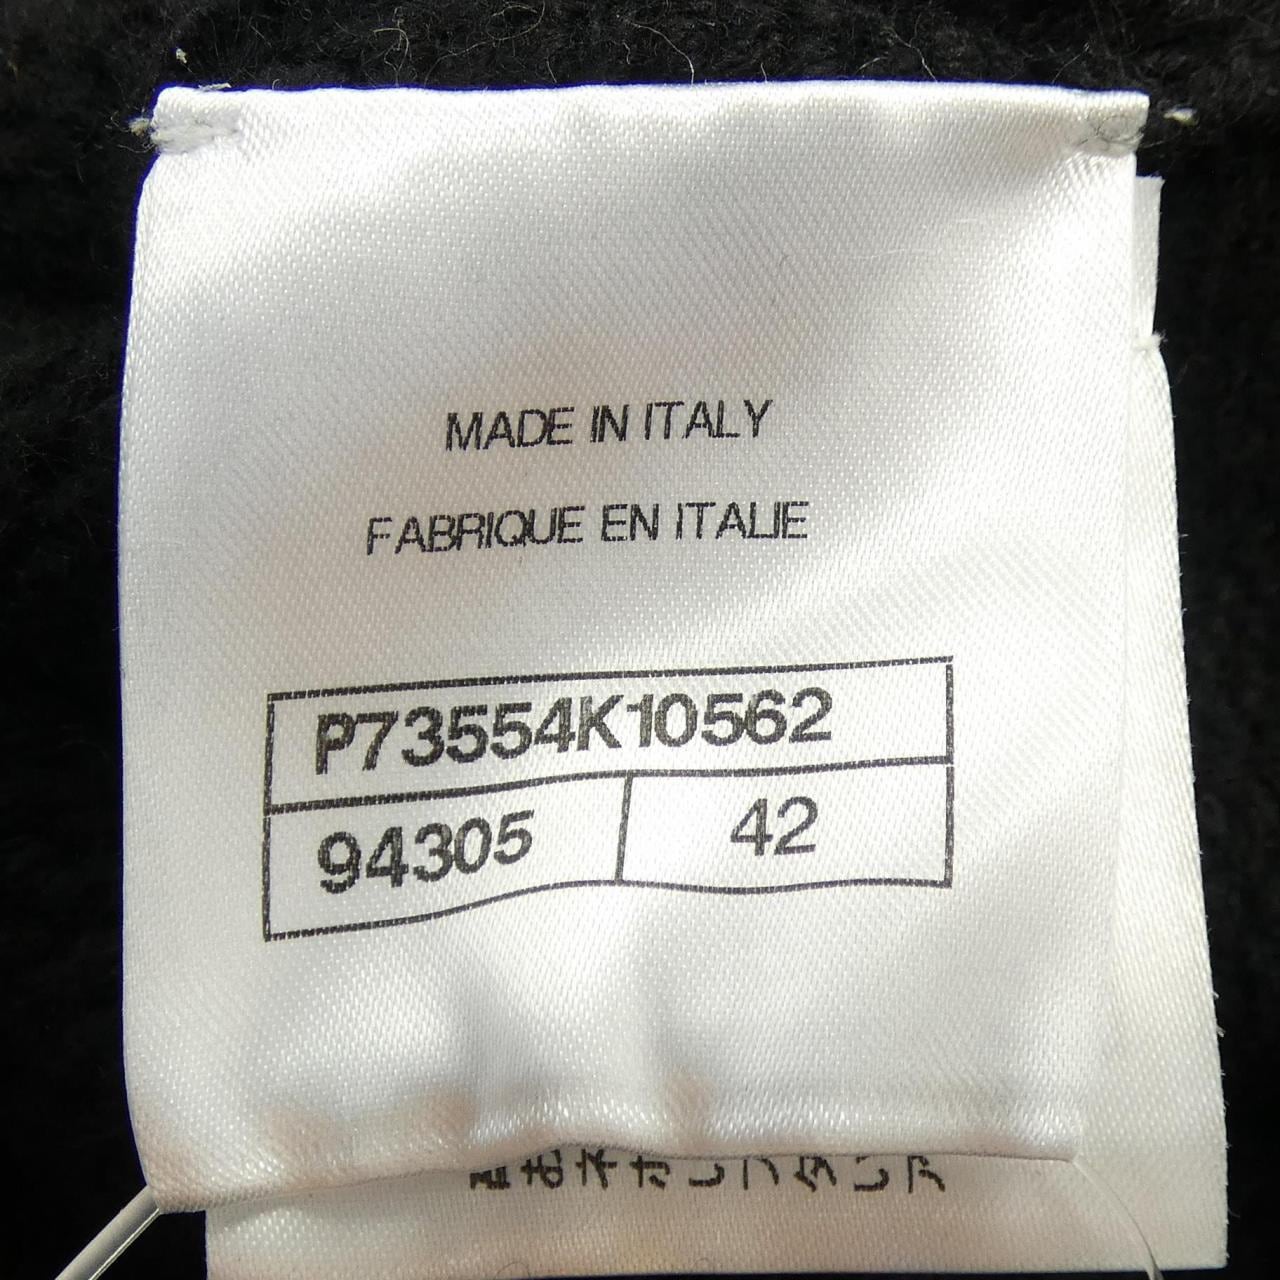 MADE IN ITALY
FABRIQUE EN ITALIE
P73554K10562
94305 42